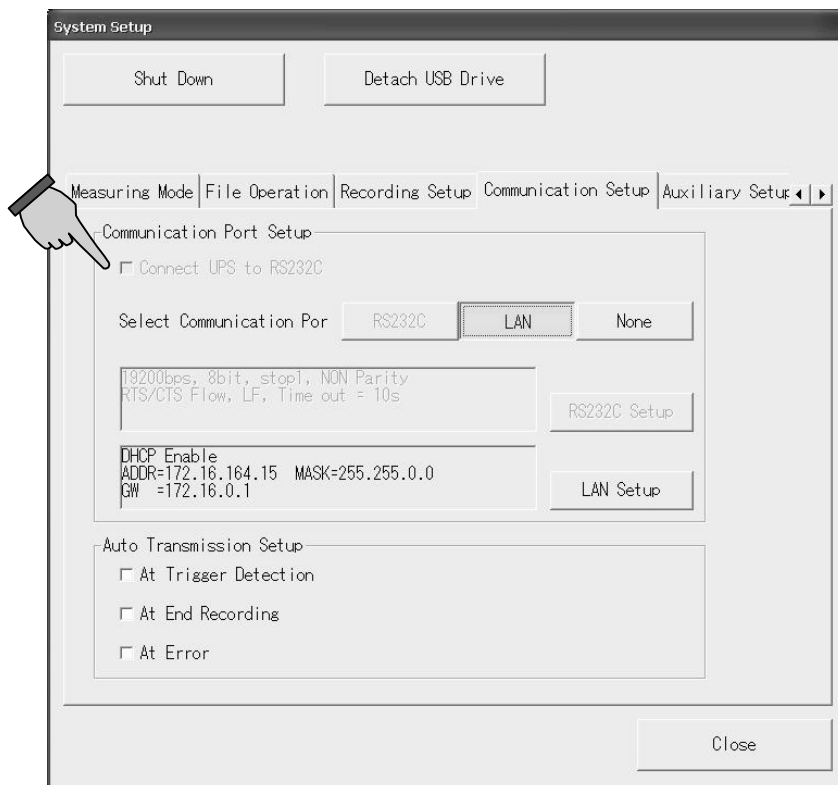 System Setup
Shut Down
Detach USB Drive
Measuring Mode
File Operation
Recording Setup
Communication Setup
Auxiliary Setup
Communication Port Setup
Connect UPS to RS232C
Select Communication Por
RS232C
LAN
None
19200bps, 8bit, stop1, NON Parity
RTS/CTS Flow, LF, Time out = 10s
RS232C Setup
DHCP Enable
ADDR=172.16.164.15 MASK=255.255.0.0
GW =172.16.0.1
LAN Setup
Auto Transmission Setup
At Trigger Detection
At End Recording
At Error
Close